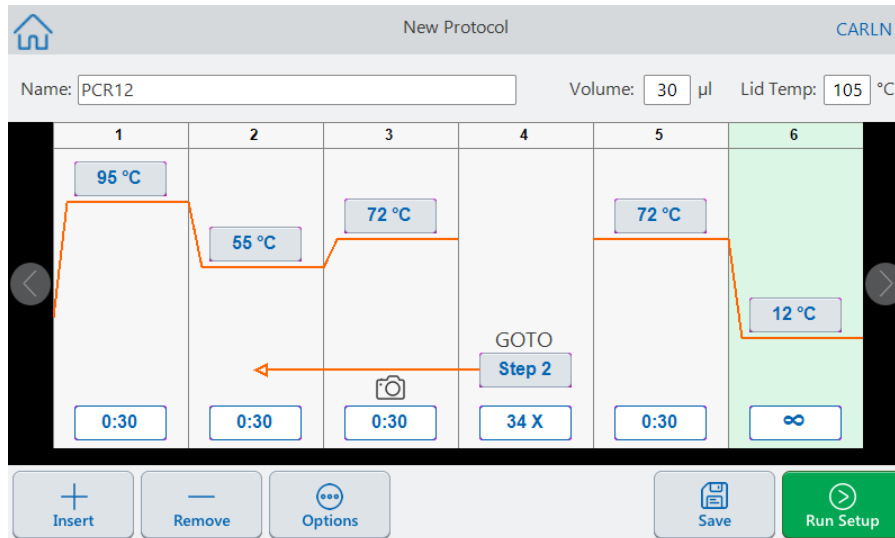 New Protocol CARLN
Name: PCR12 Volume: 30 µl Lid Temp: 105 °C
1 2 3 4 5 6
95 °C
72 °C 72 °C
55 °C
12 °C
GOTO
Step 2
0:30 0:30 0:30 34 X 0:30 ∞
Insert Remove Options Save Run Setup